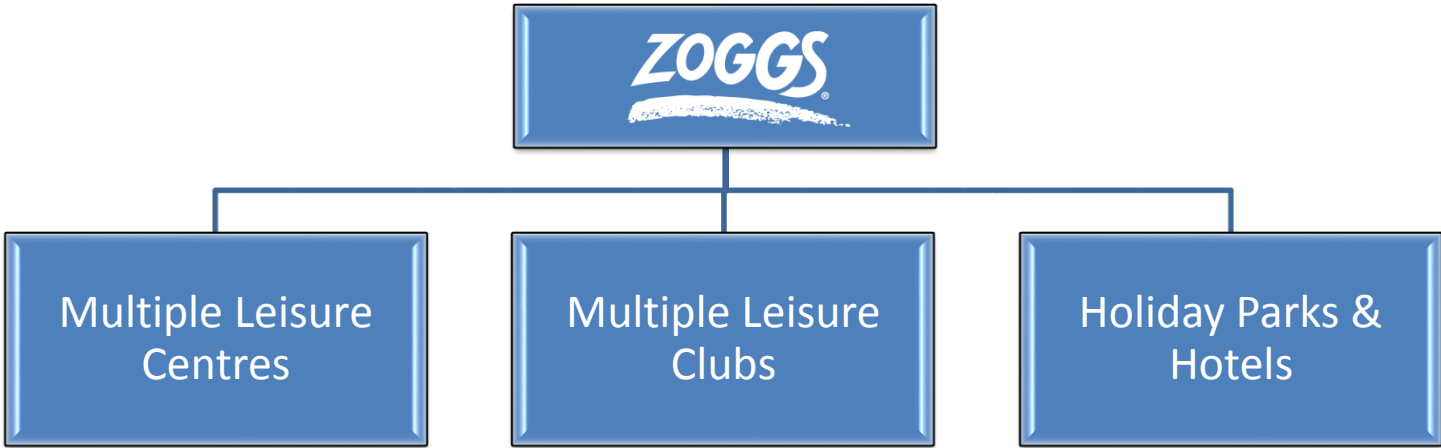 ZOGGS®
Multiple Leisure
Centres
Multiple Leisure
Clubs
Holiday Parks &
Hotels